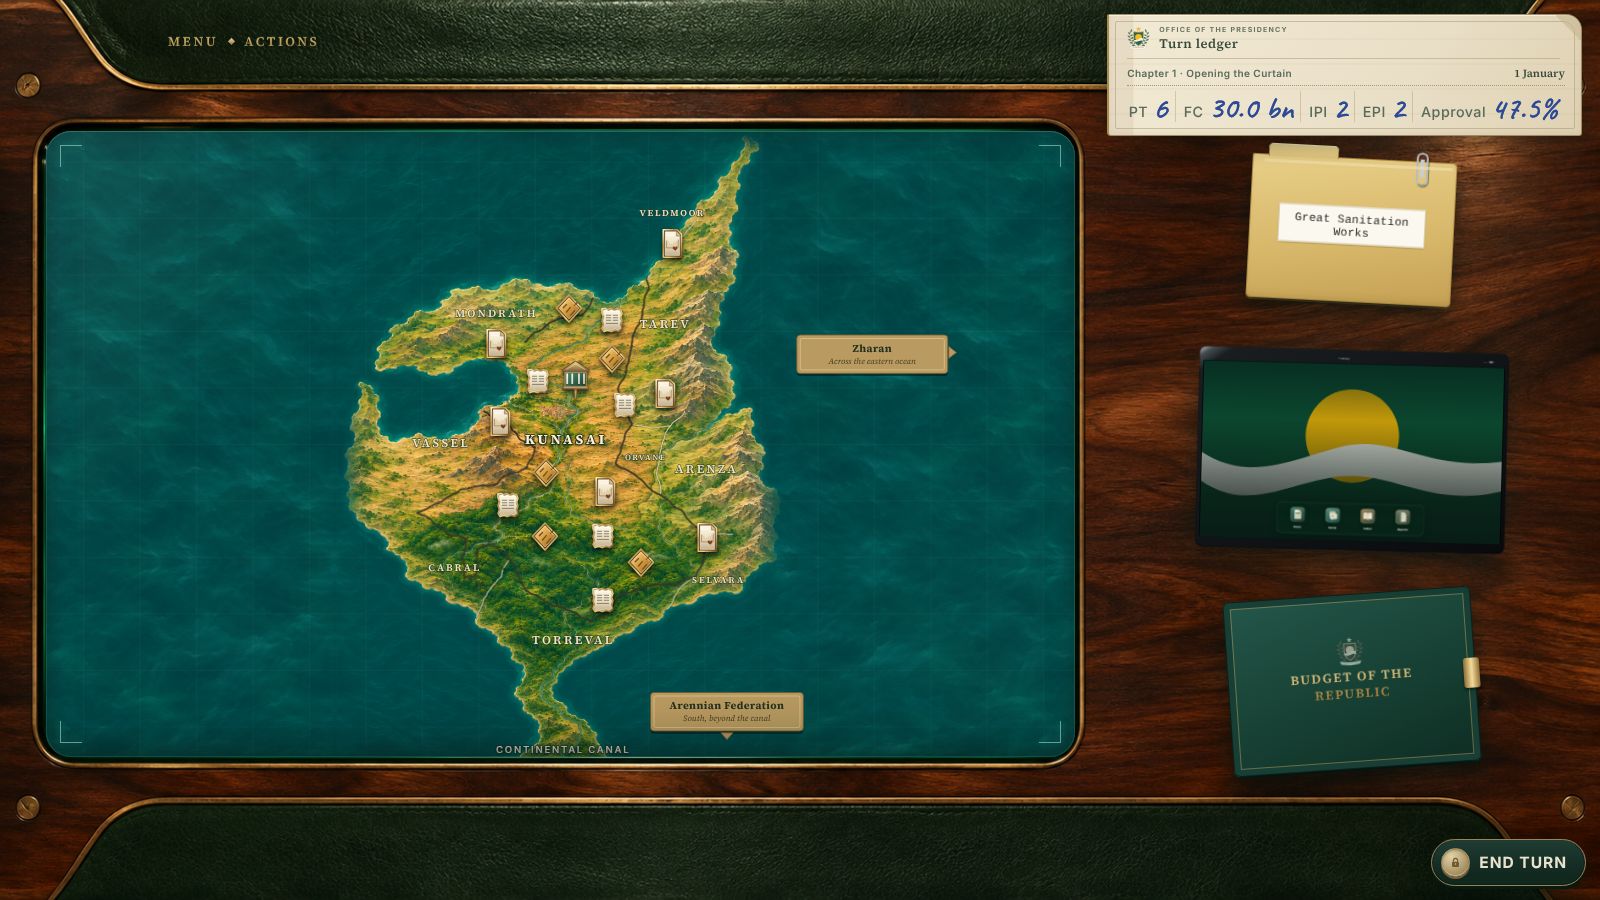 MENU ◆ ACTIONS
OFFICE OF THE PRESIDENCY
Turn ledger
Chapter 1 · Opening the Curtain
1 January
PT 6 FC 30.0 bn IPI 2 EPI 2 Approval 47.5%
Great Sanitation
Works
VELDMOOR
MONDRATH
TAREV
Zharan
Across the eastern ocean
VASSEL
KUNASAI
ORVANE
ARENZA
CABRAL
SELVARA
TORREVAL
Arennian Federation
South, beyond the canal
CONTINENTAL CANAL
BUDGET OF THE
REPUBLIC
END TURN